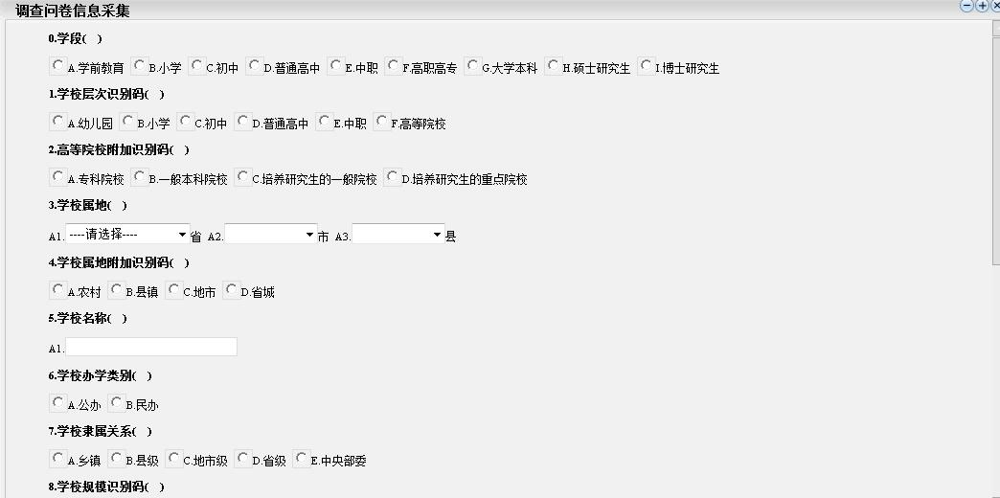 调查问卷信息采集
0.学段( )
A.学前教育 B.小学 C.初中 D.普通高中 E.中职 F.高职高专 G.大学本科 H.硕士研究生 I.博士研究生
1.学校层次识别码( )
A.幼儿园 B.小学 C.初中 D.普通高中 E.中职 F.高等院校
2.高等院校附加识别码( )
A.专科院校 B.一般本科院校 C.培养研究生的一般院校 D.培养研究生的重点院校
3.学校属地( )
A1.----请选择---- 省 A2. 市 A3. 县
4.学校属地附加识别码( )
A.农村 B.县镇 C.地市 D.省城
5.学校名称( )
A1.
6.学校办学类别( )
A.公办 B.民办
7.学校隶属关系( )
A.乡镇 B.县级 C.地市级 D.省级 E.中央部委
8.学校规模识别码( )